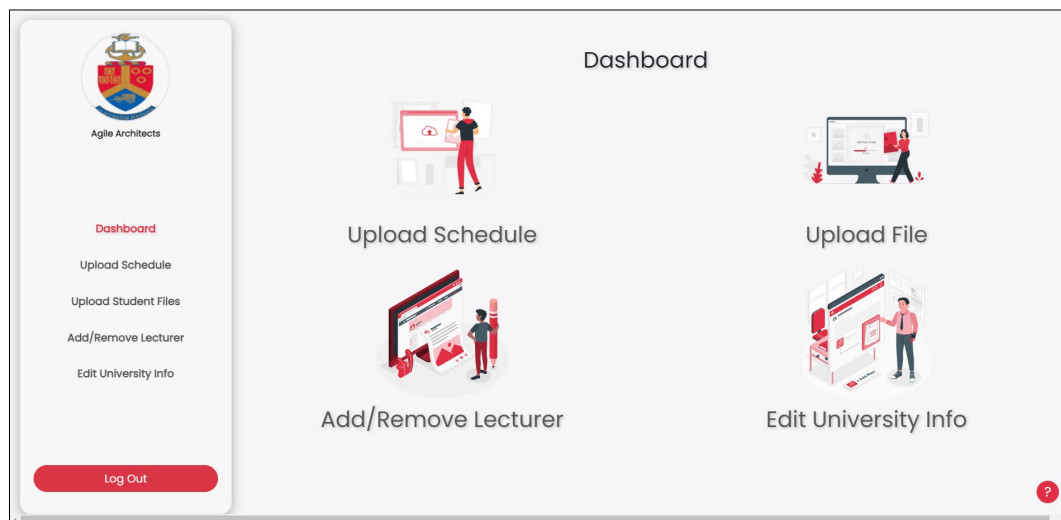 Agile Architects
Dashboard
Upload Schedule
Upload Student Files
Add/Remove Lecturer
Edit University Info
Log Out
Dashboard
Upload Schedule
Upload File
Add/Remove Lecturer
Edit University Info
?